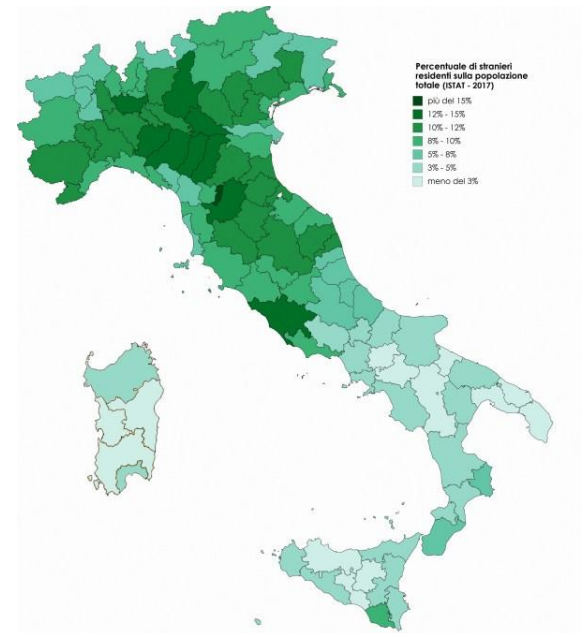 Percentuale di stranieri
residenti sulla popolazione
totale (ISTAT - 2017)
più del 15%
12% - 15%
10% - 12%
8% - 10%
5% - 8%
3% - 5%
meno del 3%